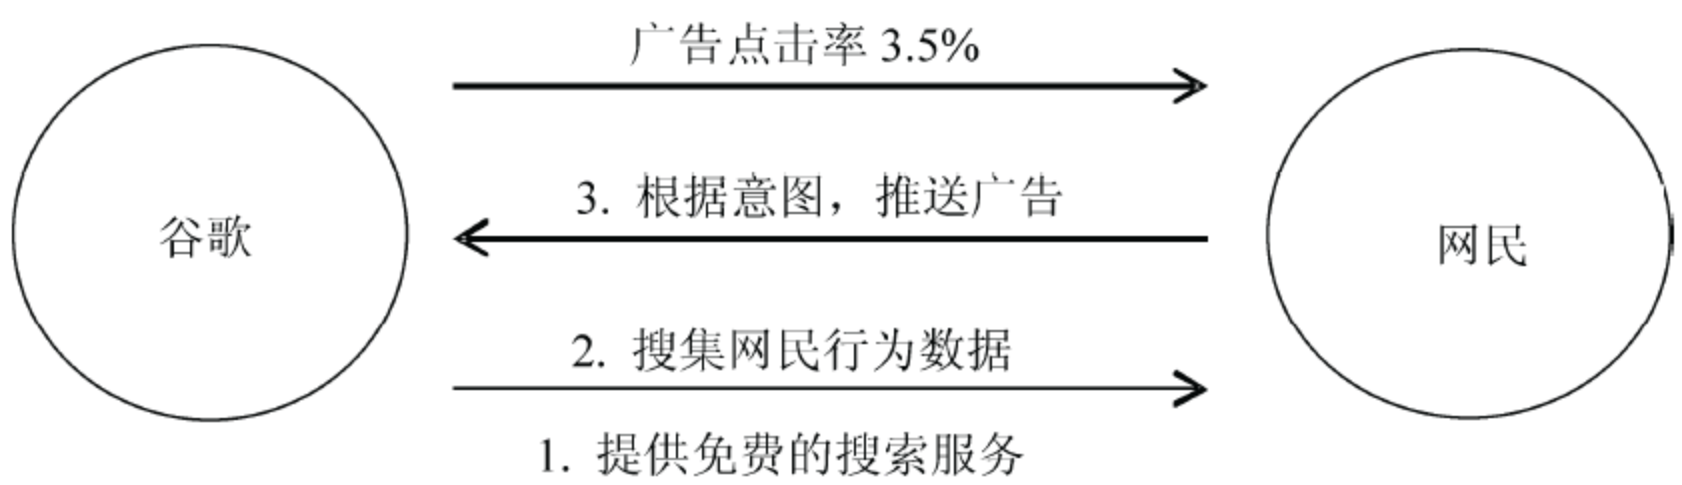 广告点击率 3.5%
3. 根据意图，推送广告
谷歌
网民
2. 搜集网民行为数据
1. 提供免费的搜索服务